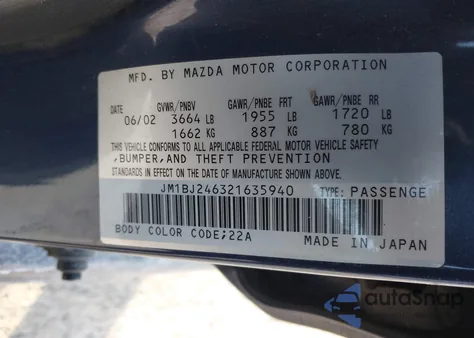 MFD. BY MAZDA MOTOR CORPORATION
GVWR/PNBV GAWR/PNBE FRT GAWR/PNBE RR
06/02 3664 LB 1955 LB 1720 LB
1662 KG 887 KG 780 KG
THIS VEHICLE CONFORMS TO ALL APPLICABLE FEDERAL MOTOR VEHICLE SAFETY
,BUMPER,AND THEFT PREVENTION
STANDARDS IN EFFECT ON THE DATE OF MANUFACTURE SHOWN ABOVE.
JM1BJ246321635940 TYPE: PASSENGE
BODY COLOR CODE;22A MADE IN JAPAN
autoSnap